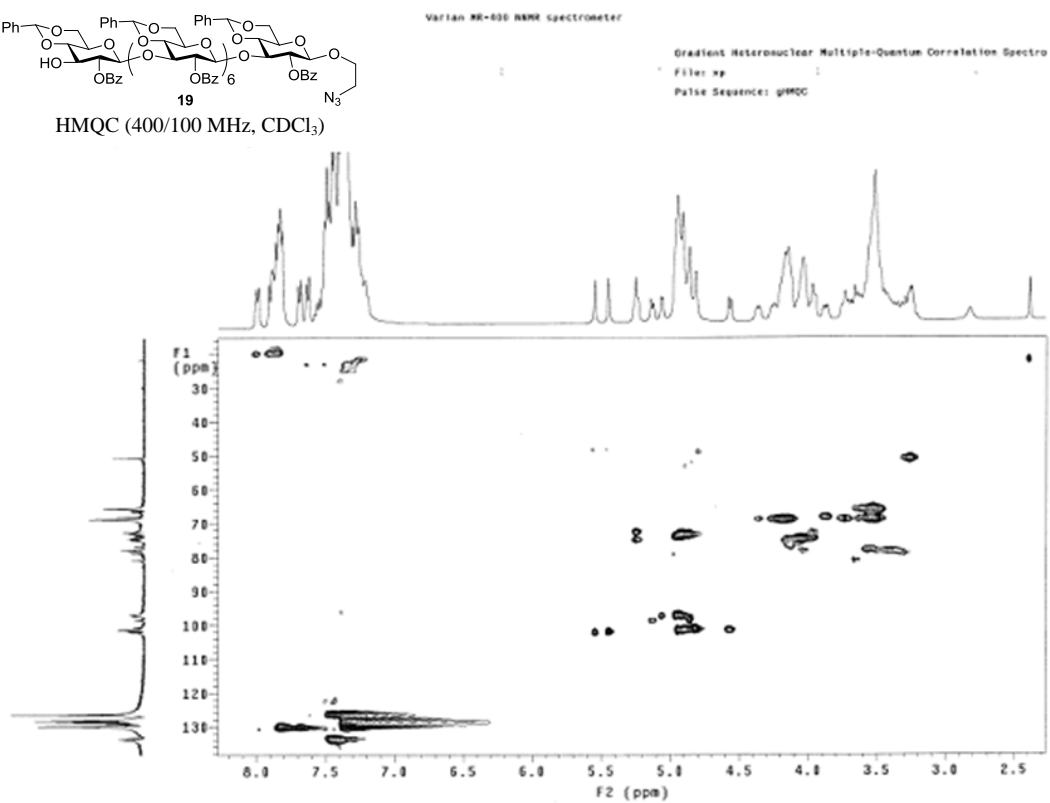 Varian MR-400 NNMR spectrometer
Gradient Heteronuclear Multiple-Quantum Correlation Spectro
File: xp
Pulse Sequence: gHMQC
Ph O O O
Ph O O O
Ph O O O
HO OBz O OBz 6 O OBz O
N3
19
HMQC (400/100 MHz, CDCl3)
F1
(ppm)
30
40
50
60
70
80
90
100
110
120
130
8.0 7.5 7.0 6.5 6.0 5.5 5.0 4.5 4.0 3.5 3.0 2.5
F2 (ppm)